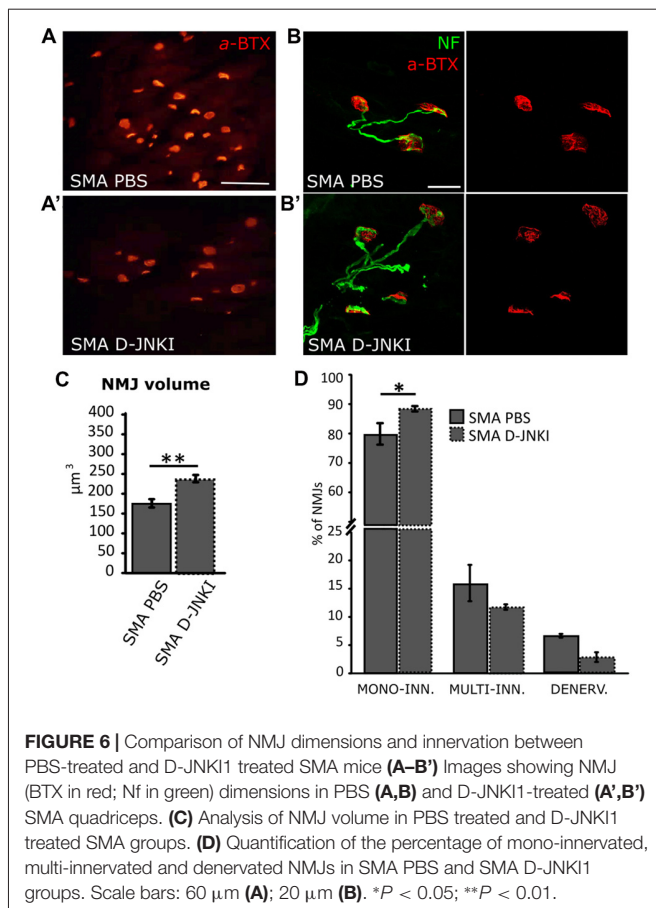 A
a-BTX
SMA PBS
B
NF
a-BTX
SMA PBS
A’
SMA D-JNKI
B’
SMA D-JNKI
C
NMJ volume
µm³
400
350
300
250
200
150
100
50
0
**
SMA PBS
SMA D-JNKI
D
% of NMJs
100
90
80
70
60
25
20
15
10
5
0
*
SMA PBS
SMA D-JNKI
MONO-INN. MULTI-INN. DENERV.
FIGURE 6 | Comparison of NMJ dimensions and innervation between
PBS-treated and D-JNKI1 treated SMA mice (A–B’) Images showing NMJ
(BTX in red; Nf in green) dimensions in PBS (A,B) and D-JNKI1-treated (A’,B’)
SMA quadriceps. (C) Analysis of NMJ volume in PBS treated and D-JNKI1
treated SMA groups. (D) Quantification of the percentage of mono-innervated,
multi-innervated and denervated NMJs in SMA PBS and SMA D-JNKI1
groups. Scale bars: 60 µm (A); 20 µm (B). *P < 0.05; **P < 0.01.